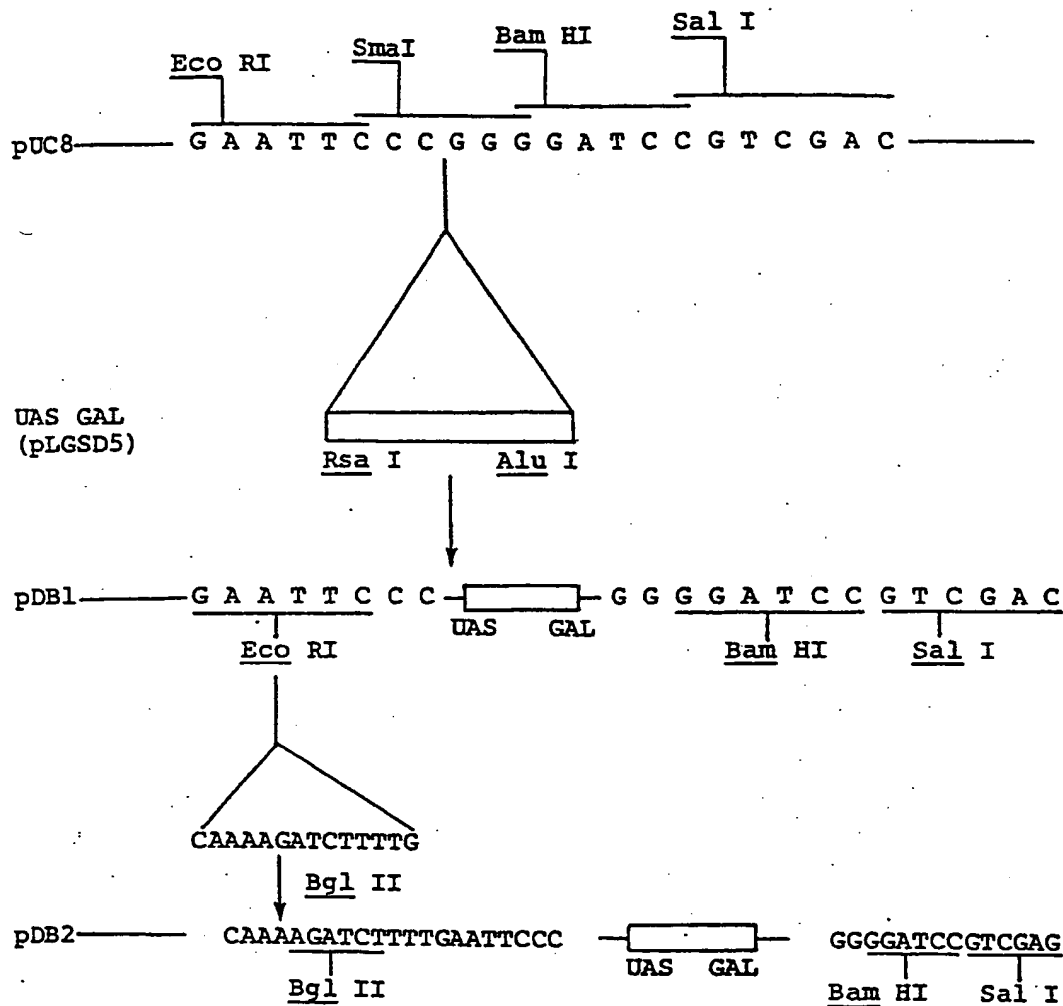 Sal I
Bam HI
SmaI
Eco RI
pUC8 G A A T T C C C G G G G A T C C G T C G A C
UAS GAL
(pLGSD5)
Rsa I Alu I
pDB1 G A A T T C C C G G G G A T C C G T C G A C
UAS GAL
Eco RI Bam HI Sal I
CAAAAGATCTTTTG
Bgl II
pDB2 CAAAAGATCTTTTGAATTCCC GGGGATCCGTCGAG
UAS GAL
Bgl II Bam HI Sal I